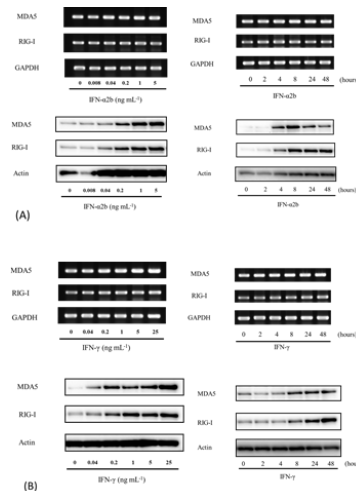 MDA5
RIG-I
GAPDH
0 0.008 0.04 0.2 1 5
IFN-α2b (ng mL-1)
MDA5
RIG-I
GAPDH
0 2 4 8 24 48 (hours)
IFN-α2b
MDA5
RIG-I
Actin
0 0.008 0.04 0.2 1 5
IFN-α2b (ng mL-1)
MDA5
RIG-I
Actin
0 2 4 8 24 48 (hours)
IFN-α2b
(A)
MDA5
RIG-I
GAPDH
0 0.04 0.2 1 5 25
IFN-γ (ng mL-1)
MDA5
RIG-I
GAPDH
0 2 4 8 24 48 (hours)
IFN-γ
MDA5
RIG-I
Actin
0 0.04 0.2 1 5 25
IFN-γ (ng mL-1)
MDA5
RIG-I
Actin
0 2 4 8 24 48 (hours)
IFN-γ
(B)